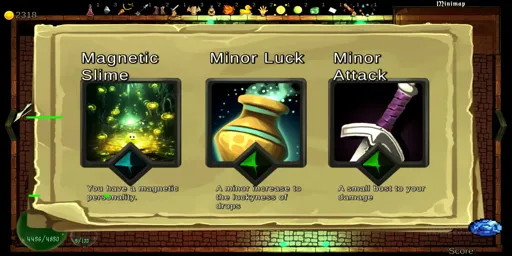 2318
Minimap
Magnetic
Slime
Minor Luck
Minor
Attack
You have a magnetic
personality.
A minor increase to
the luckyness of
drops
A small bost to your
damage
Score: